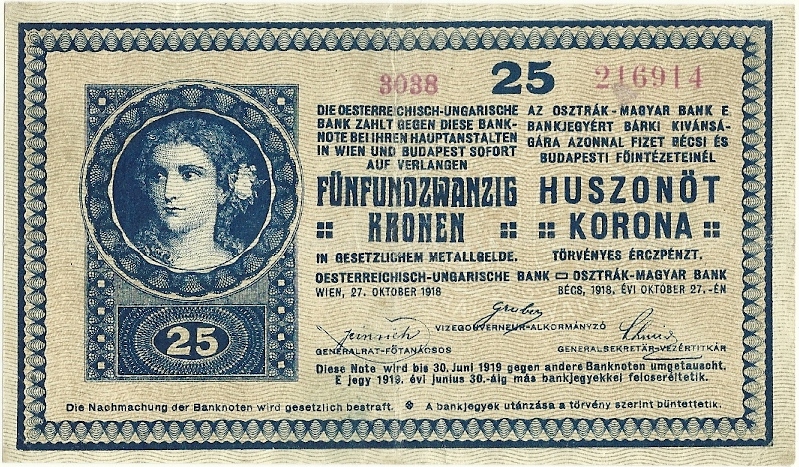 3038 25 216914
DIE OESTERREICHISCH-UNGARISCHE
BANK ZAHLT GEGEN DIESE BANK-
NOTE BEI IHREN HAUPTANSTALTEN
IN WIEN UND BUDAPEST SOFORT
AUF VERLANGEN
FÜNFUNDZWANZIG
KRONEN
IN GESETZLICHEM METALLGELDE.
OESTERREICHISCH-UNGARISCHE BANK
WIEN, 27. OKTOBER 1918
AZ OSZTRÁK-MAGYAR BANK E
BANKJEGYÉRT BÁRKI KIVÁNSÁ-
GÁRA AZONNAL FIZET BÉCSI ÉS
BUDAPESTI FŐINTÉZETEINÉL
HUSZONÖT
KORONA
TÖRVÉNYES ÉRCZPÉNZT.
OSZTRÁK-MAGYAR BANK
BÉCS, 1918. ÉVI OKTOBER 27.-ÉN
Gruber
VIZEGOUVERNEUR-ALKORMÁNYZÓ
GENERALRAT-FŐTANÁCSOS
GENERALSEKRETÄR-VEZÉRTITKÁR
25
Diese Note wird bis 30. Juni 1919 gegen andere Banknoten umgetauscht.
E jegy 1919. évi junius 30.-áig más bankjegyekkel felcseréltetik.
Die Nachmachung der Banknoten wird gesetzlich bestraft.
A bankjegyek utánzása a törvény szerint büntettetik.